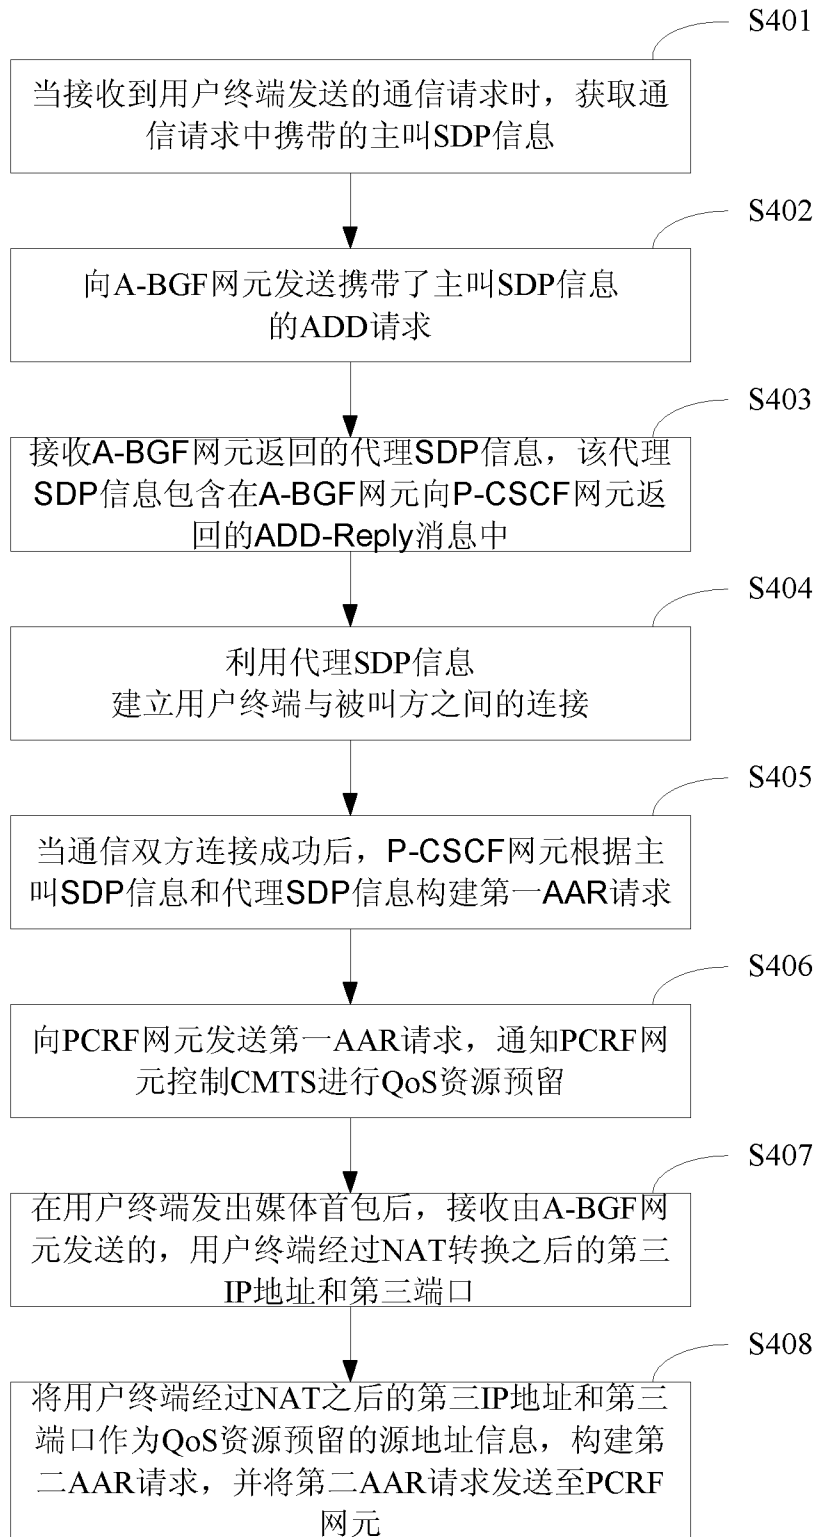 S401
当接收到用户终端发送的通信请求时，获取通
信请求中携带的主叫SDP信息
S402
向A-BGF网元发送携带了主叫SDP信息
的ADD请求
S403
接收A-BGF网元返回的代理SDP信息，该代理
SDP信息包含在A-BGF网元向P-CSCF网元返
回的ADD-Reply消息中
S404
利用代理SDP信息
建立用户终端与被叫方之间的连接
S405
当通信双方连接成功后，P-CSCF网元根据主
叫SDP信息和代理SDP信息构建第一AAR请求
S406
向PCRF网元发送第一AAR请求，通知PCRF网
元控制CMTS进行QoS资源预留
S407
在用户终端发出媒体首包后，接收由A-BGF网
元发送的，用户终端经过NAT转换之后的第三
IP地址和第三端口
S408
将用户终端经过NAT之后的第三IP地址和第三
端口作为QoS资源预留的源地址信息，构建第
二AAR请求，并将第二AAR请求发送至PCRF
网元